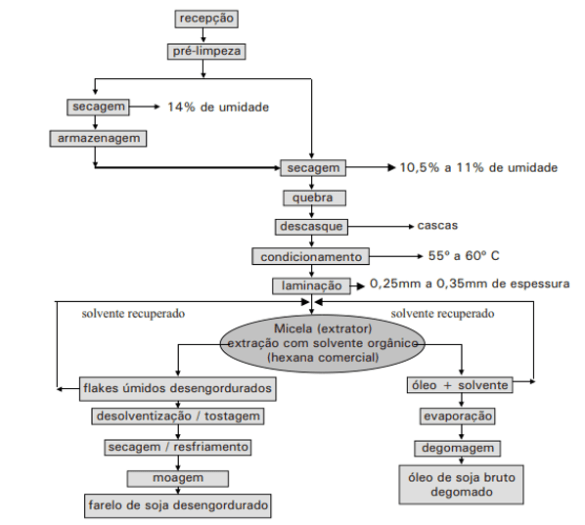 recepção
pré-limpeza
secagem
14% de umidade
armazenagem
secagem
10,5% a 11% de umidade
quebra
descasque
cascas
condicionamento
55º a 60º C
laminação
0,25mm a 0,35mm de espessura
solvente recuperado
solvente recuperado
Micela (extrator)
extração com solvente orgânico
(hexana comercial)
flakes úmidos desengordurados
óleo + solvente
desolventização / tostagem
evaporação
secagem / resfriamento
degomagem
moagem
óleo de soja bruto
degomado
farelo de soja desengordurado